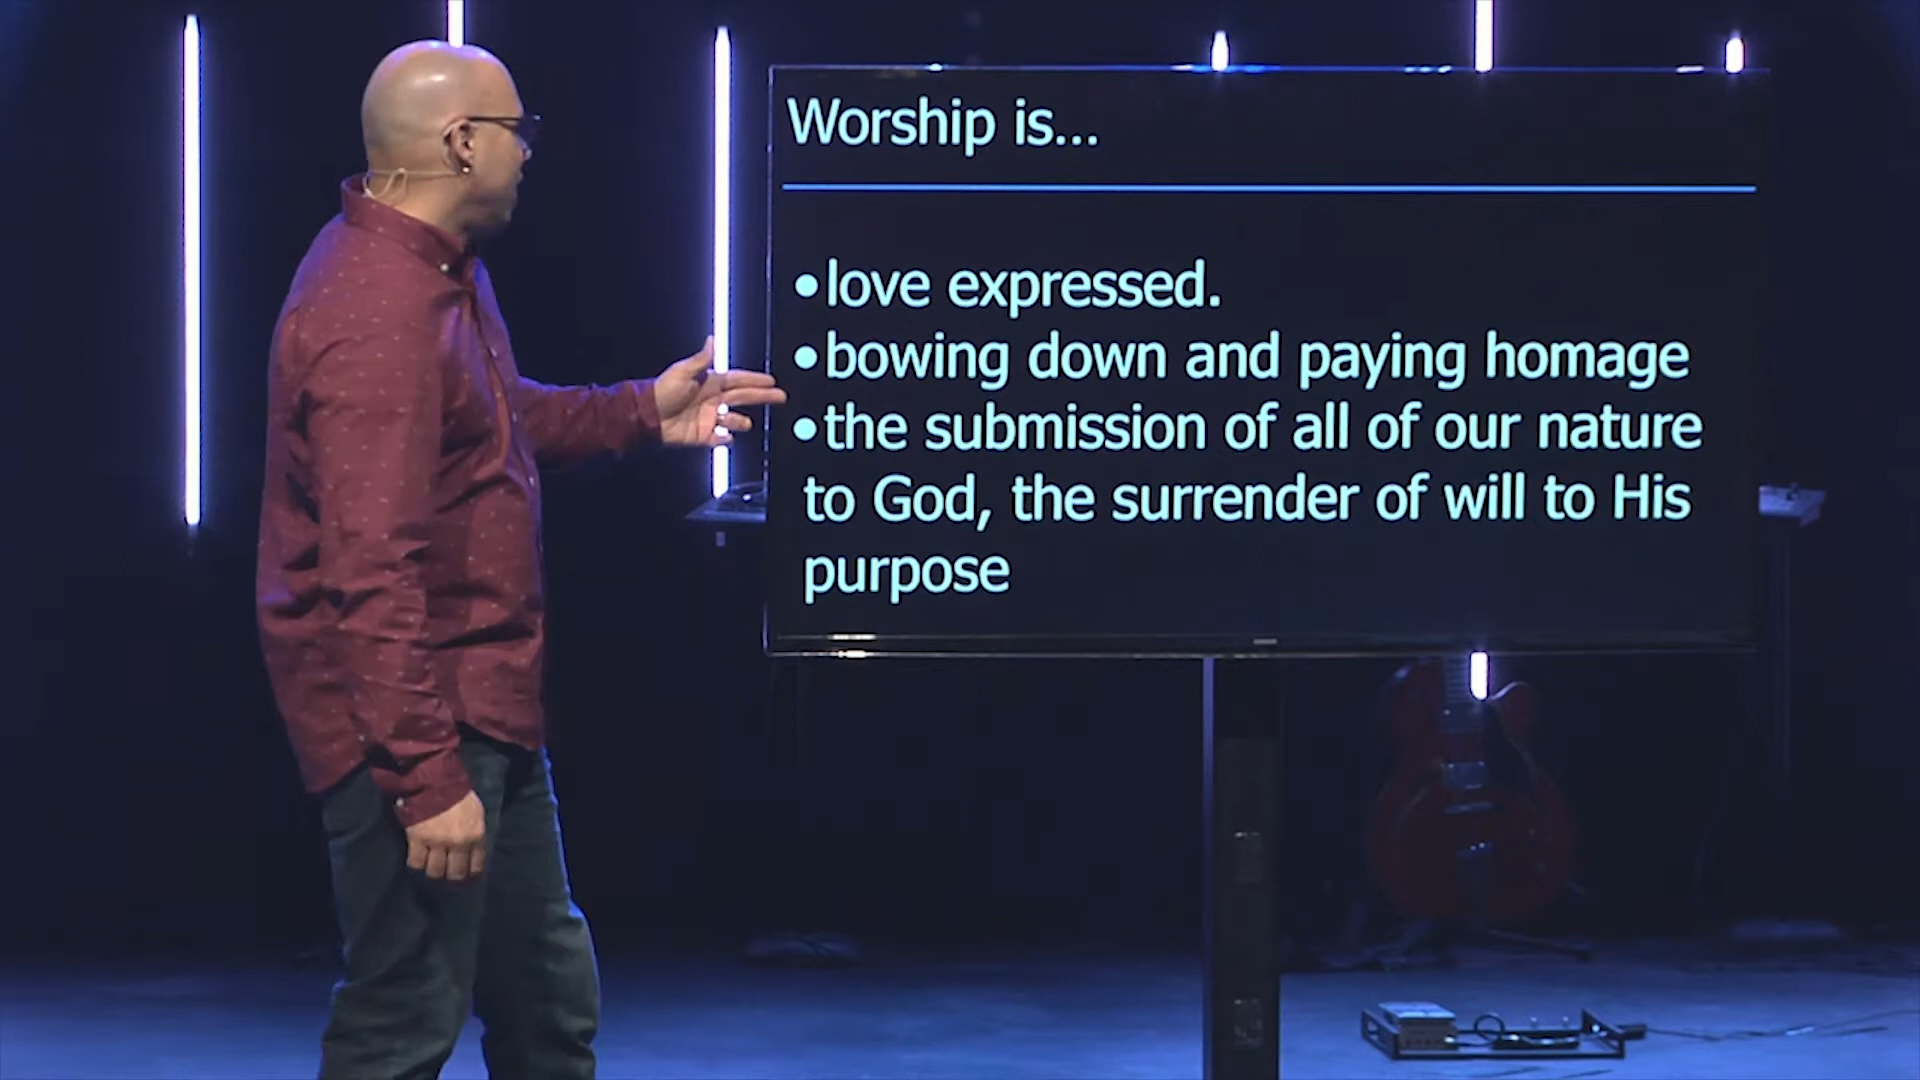 Worship is...
•love expressed.
•bowing down and paying homage
•the submission of all of our nature
to God, the surrender of will to His
purpose